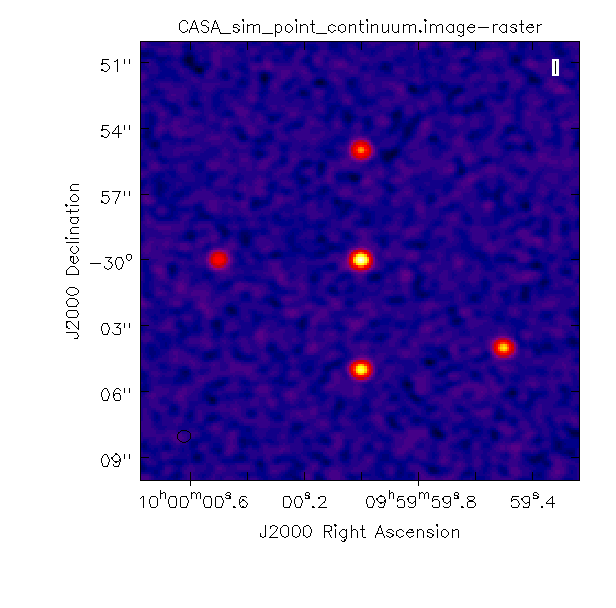 CASA_sim_point_continuum.image-raster
I
51"
54"
57"
-30°
03"
06"
09"
J2000 Declination
10ʰ00ᵐ00ˢ.6 00ˢ.2 09ʰ59ᵐ59ˢ.8 59ˢ.4
J2000 Right Ascension